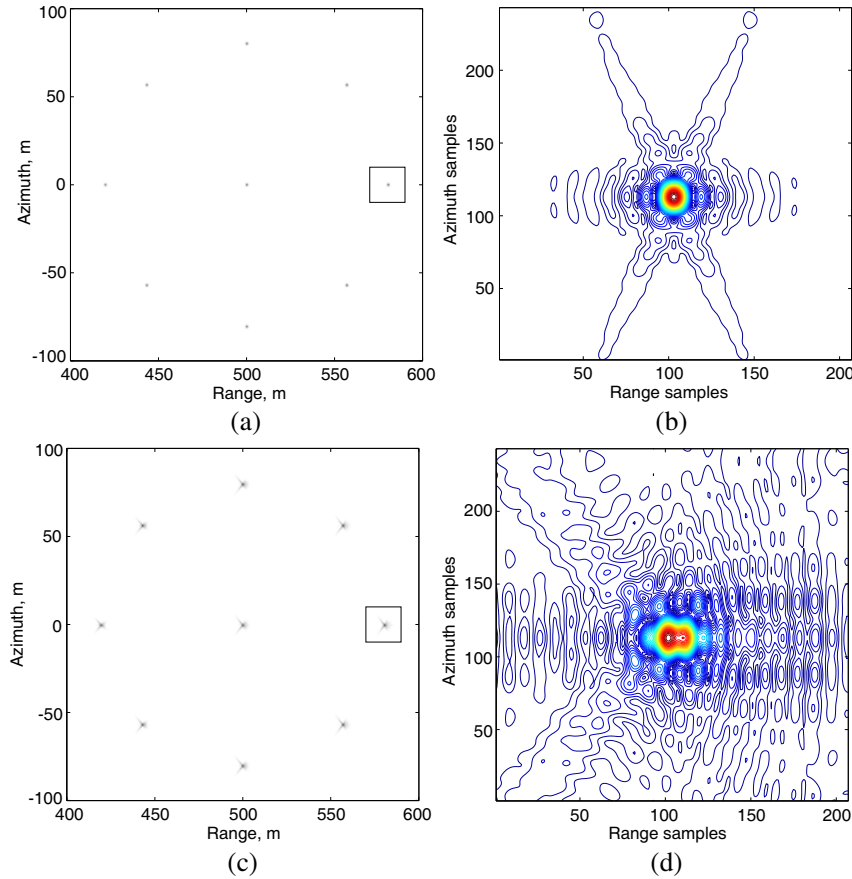 100
50
0
-50
-100
Azimuth, m
400 450 500 550 600
Range, m
(a)
200
150
100
50
Azimuth samples
50 100 150 200
Range samples
(b)
100
50
0
-50
-100
Azimuth, m
400 450 500 550 600
Range, m
(c)
200
150
100
50
Azimuth samples
50 100 150 200
Range samples
(d)